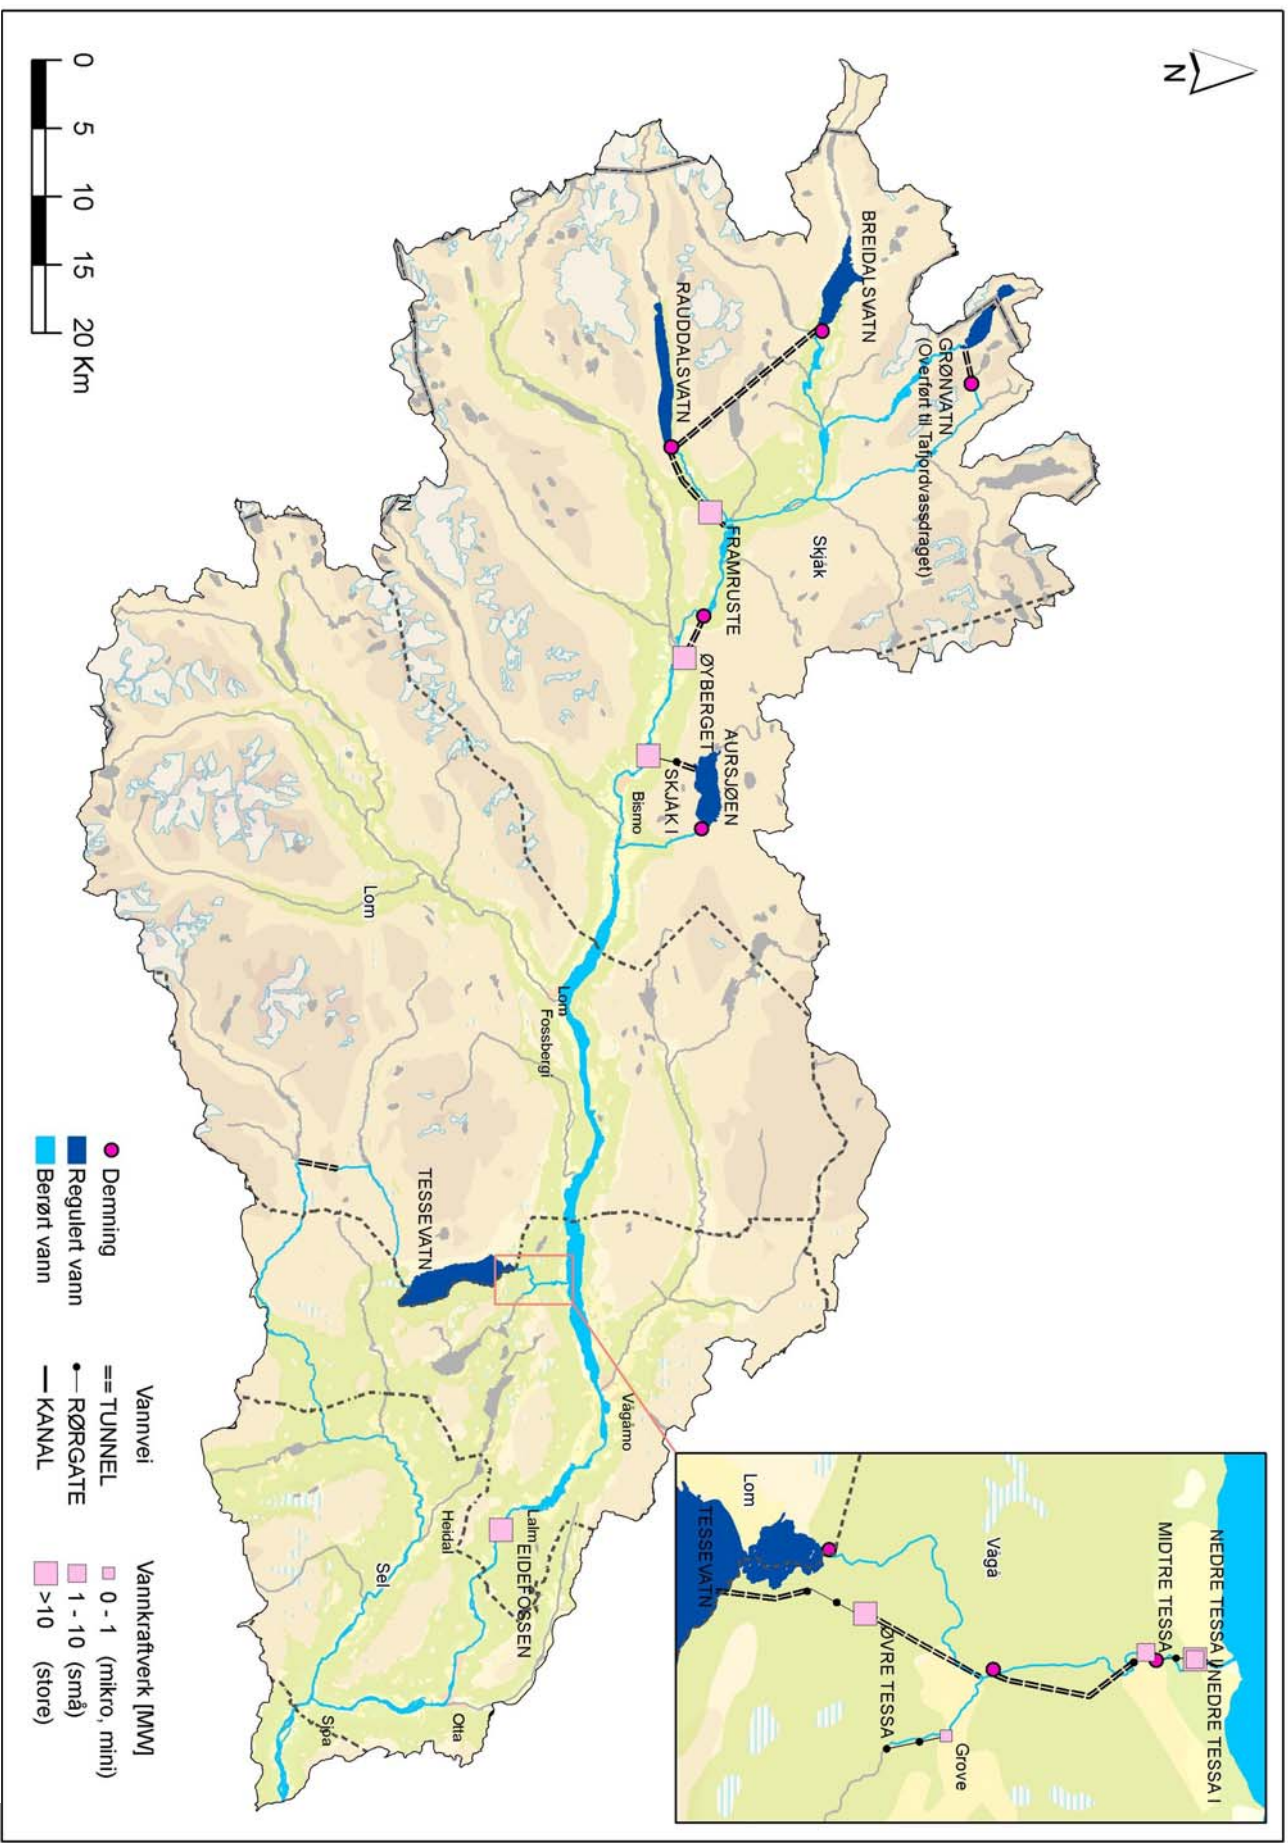 N
0 5 10 15 20 Km
BREIDALSVATN
RAUDDALSVATN
GRØNVATN
(Overført til Tafjordvassdraget)
Skjåk
FRAMRUSTE
ØYBERGET
AURSJØEN
SKJÅK I
Bismo
Lom
Lom
Fossbergi
TESSEVATN
Vågåmo
Lalm
EIDEFOSSEN
Heidal
Sel
Otta
Sjoa
NEDRE TESSA II
NEDRE TESSA I
MIDTRE TESSA
Vågå
Lom
TESSEVATN
ØVRE TESSA
Grove
Demning
Regulert vann
Berørt vann
Vannvei
TUNNEL
RØRGATE
KANAL
Vannkraftverk [MW]
0 - 1 (mikro, mini)
1 - 10 (små)
>10 (store)